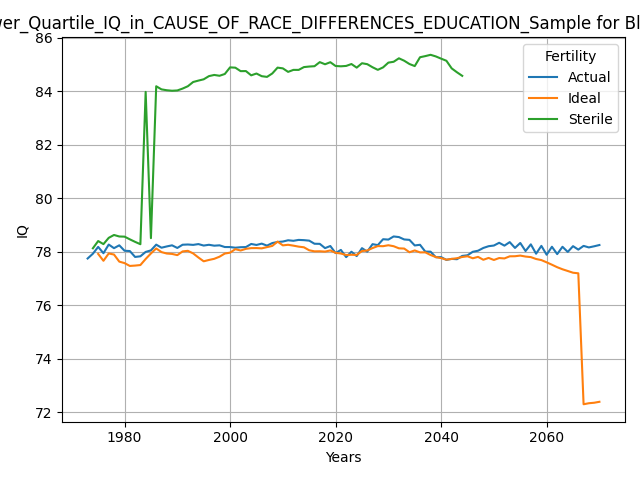 wer_Quartile_IQ_in_CAUSE_OF_RACE_DIFFERENCES_EDUCATION_Sample for Bl
Fertility
Actual
Ideal
Sterile
IQ
86
84
82
80
78
76
74
72
1980
2000
2020
2040
2060
Years